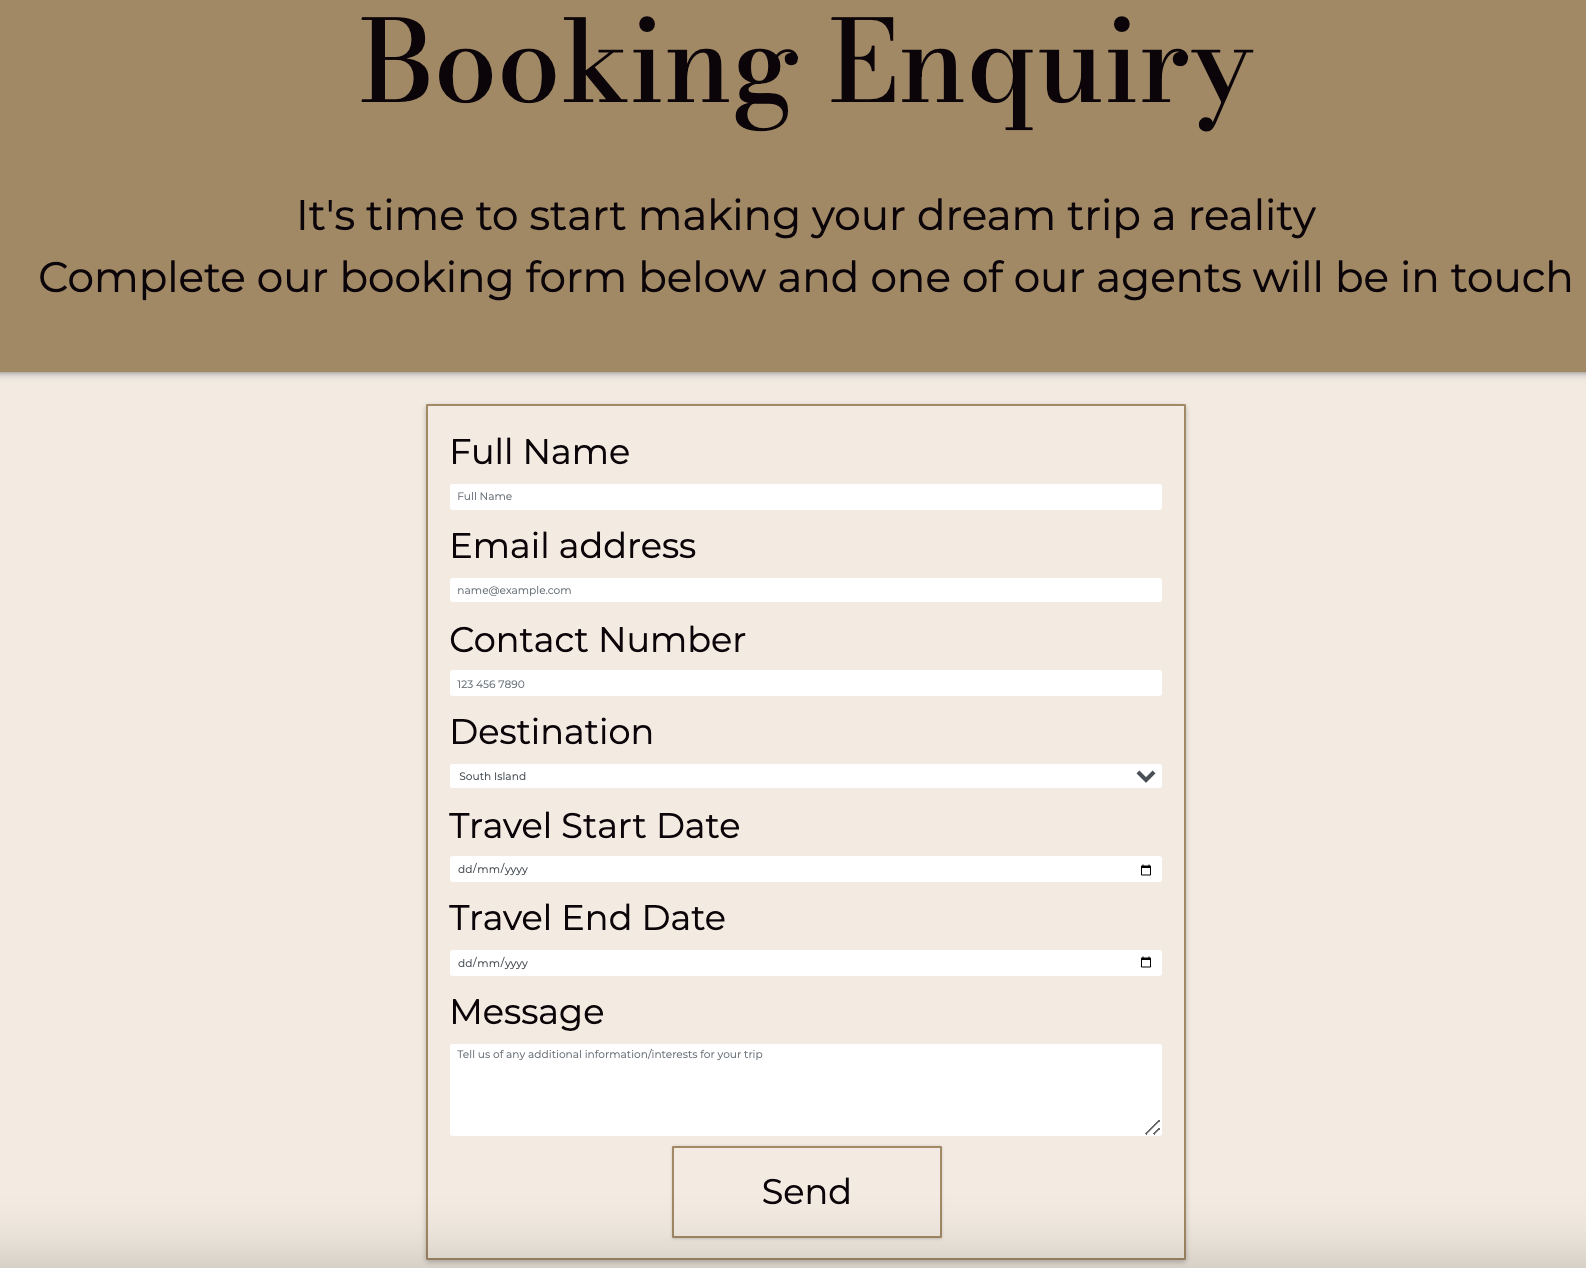 Booking Enquiry
It's time to start making your dream trip a reality
Complete our booking form below and one of our agents will be in touch
Full Name
Full Name
Email address
name@example.com
Contact Number
123 456 7890
Destination
South Island
Travel Start Date
dd/mm/yyyy
Travel End Date
dd/mm/yyyy
Message
Tell us of any additional information/interests for your trip
Send